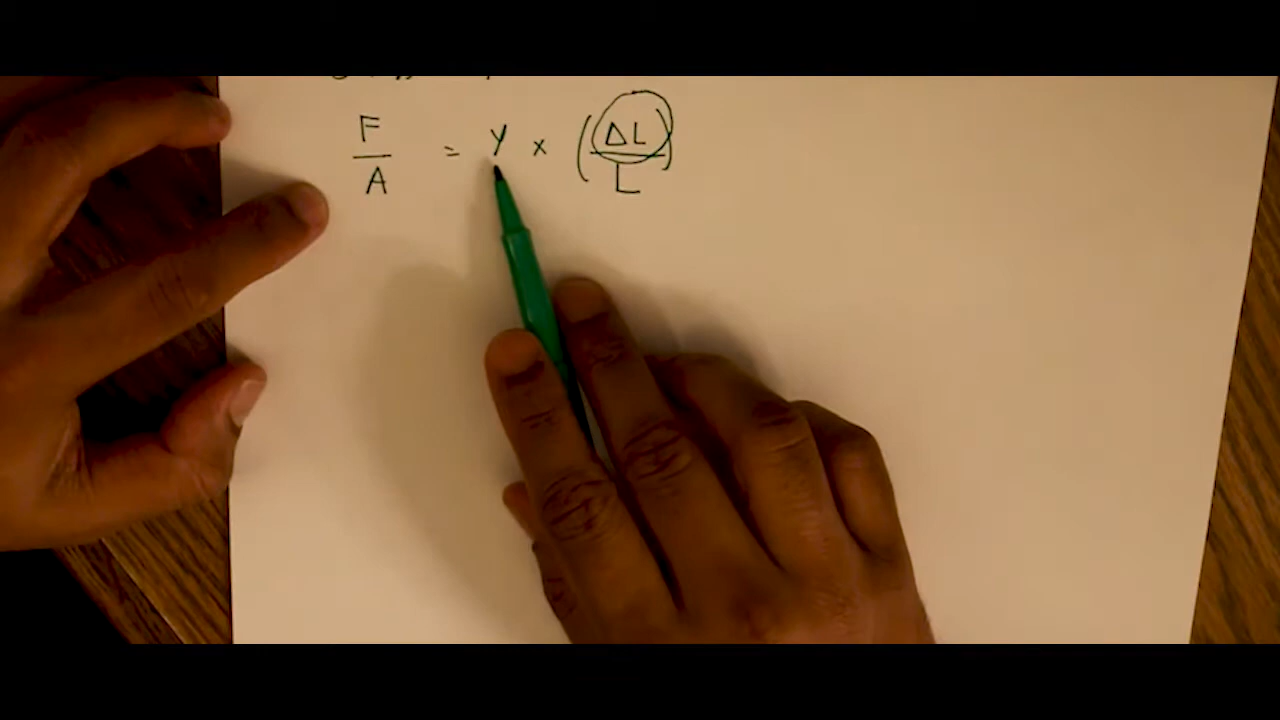 F/A = Y × (ΔL/L)